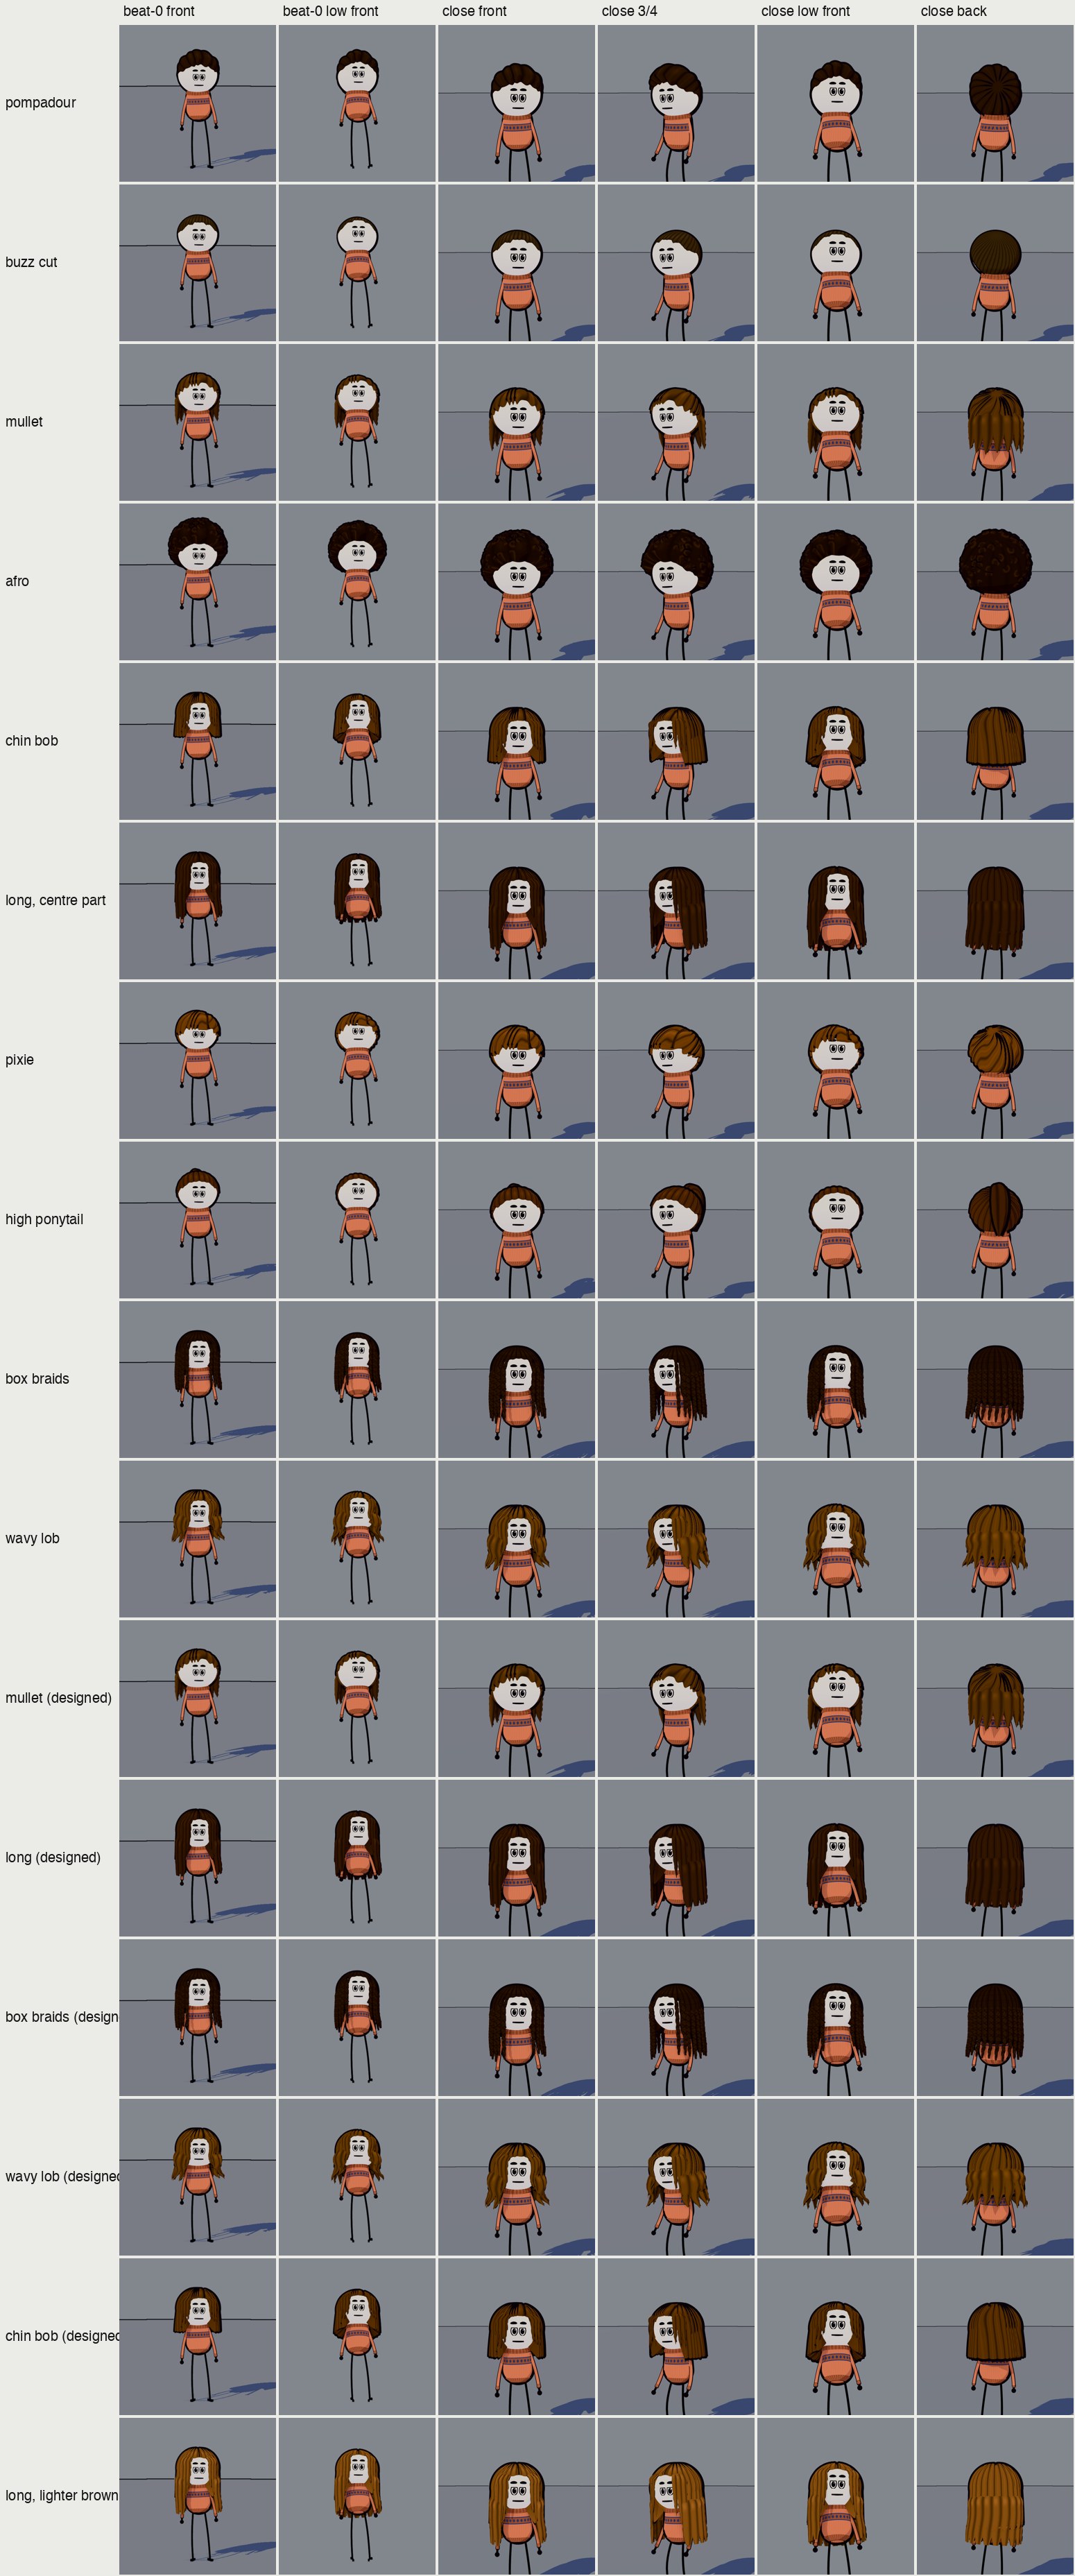 beat-0 front beat-0 low front close front close 3/4 close low front close back
pompadour
buzz cut
mullet
afro
chin bob
long, centre part
pixie
high ponytail
box braids
wavy lob
mullet (designed)
long (designed)
box braids (design
wavy lob (designed
chin bob (designed
long, lighter brown